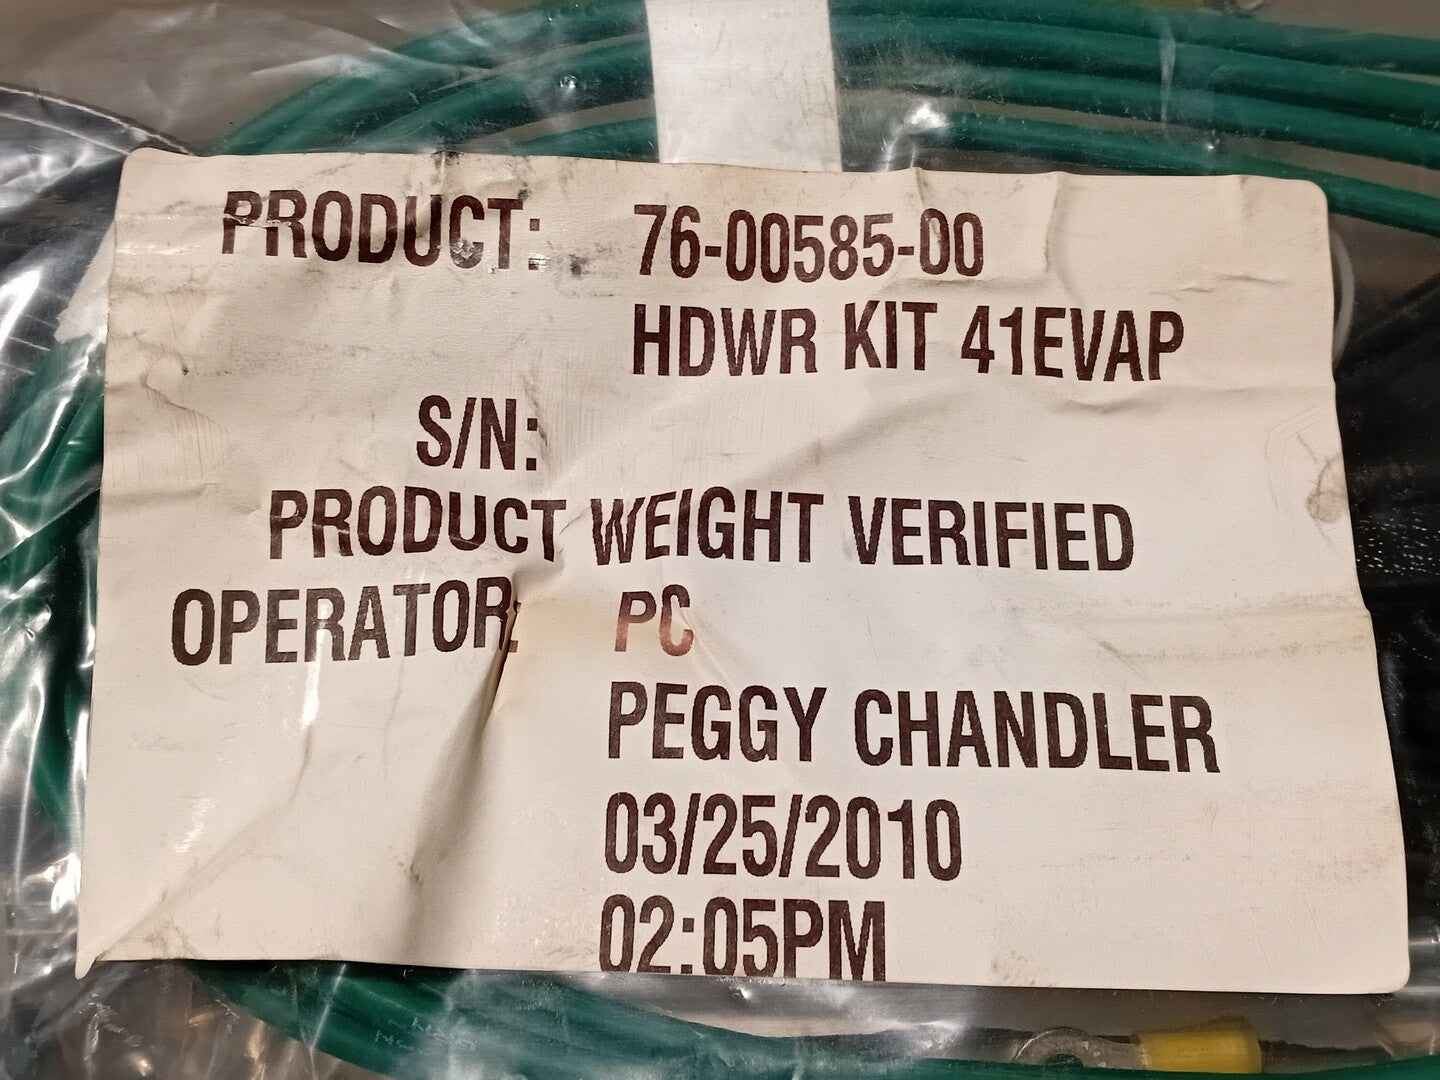 PRODUCT: 76-00585-00
HDWR KIT 41EVAP
S/N:
PRODUCT WEIGHT VERIFIED
OPERATOR: PC
PEGGY CHANDLER
03/25/2010
02:05PM